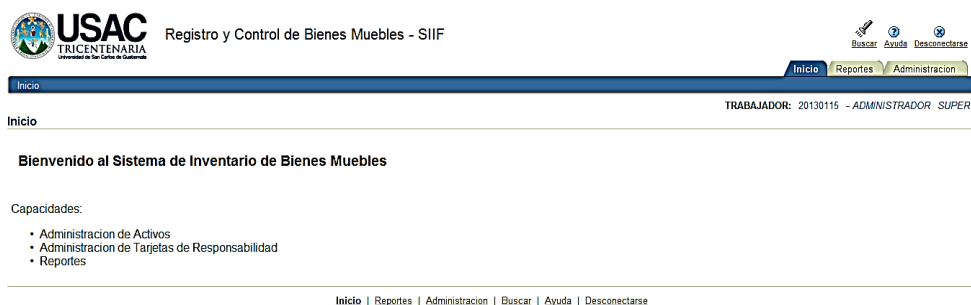 USAC
TRICENTENARIA
Universidad de San Carlos de Guatemala
Registro y Control de Bienes Muebles - SIIF
Buscar Ayuda Desconectarse
Inicio Reportes Administracion
Inicio
TRABAJADOR: 20130115 - ADMINISTRADOR SUPER
Inicio
Bienvenido al Sistema de Inventario de Bienes Muebles
Capacidades:
• Administracion de Activos
• Administracion de Tarjetas de Responsabilidad
• Reportes
Inicio | Reportes | Administracion | Buscar | Ayuda | Desconectarse